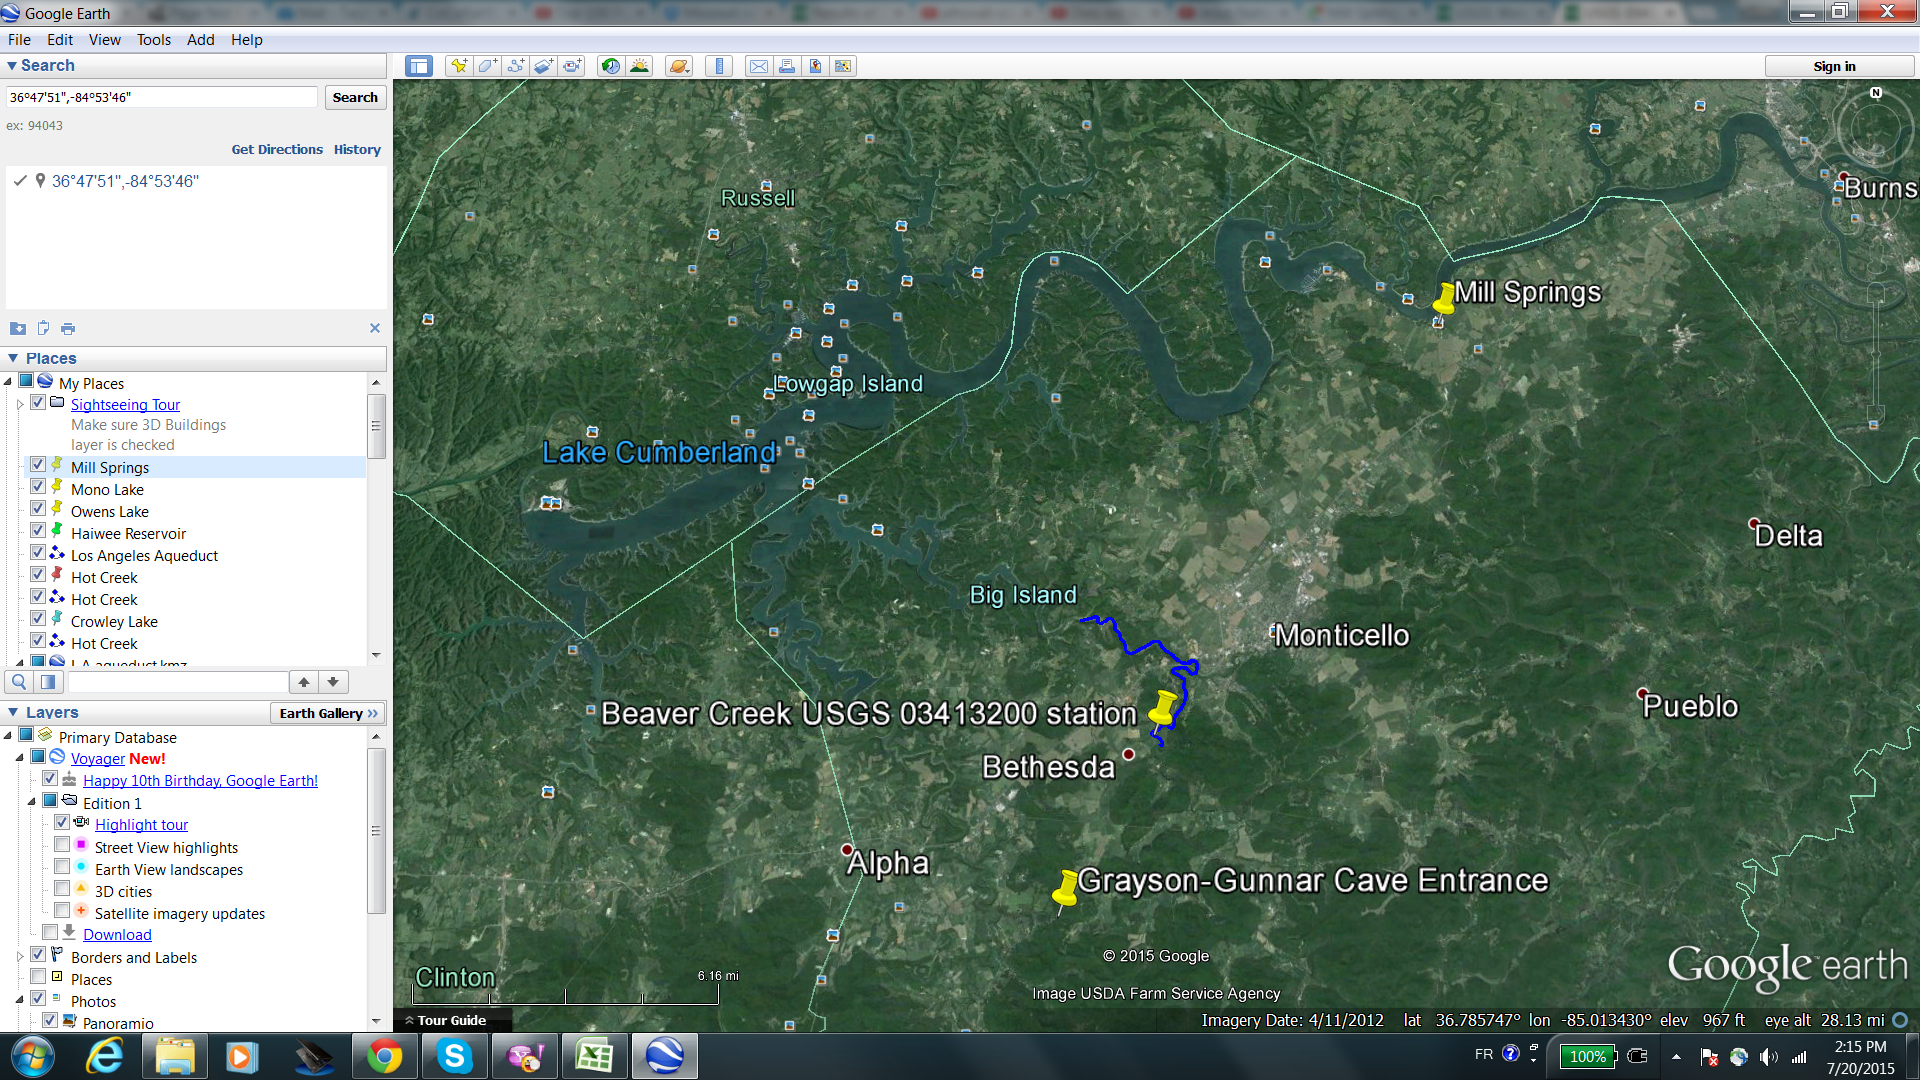 Google Earth
File Edit View Tools Add Help
Search
36°47'51",-84°53'46"
Search
ex: 94043
Get Directions History
36°47'51",-84°53'46"
Places
My Places
Sightseeing Tour
Make sure 3D Buildings
layer is checked
Mill Springs
Mono Lake
Owens Lake
Haiwee Reservoir
Los Angeles Aqueduct
Hot Creek
Hot Creek
Crowley Lake
Hot Creek
LA aqueduct.kmz
Layers
Earth Gallery >>
Primary Database
Voyager New!
Happy 10th Birthday, Google Earth!
Edition 1
Highlight tour
Street View highlights
Earth View landscapes
3D cities
Satellite imagery updates
Download
Borders and Labels
Places
Photos
Panoramio
Sign in
N
Burns
Russell
Mill Springs
Lowgap Island
Lake Cumberland
Delta
Big Island
Monticello
Pueblo
Beaver Creek USGS 03413200 station
Bethesda
Alpha
Grayson-Gunnar Cave Entrance
Clinton
6.16 mi
© 2015 Google
Image USDA Farm Service Agency
Google earth
Tour Guide
Imagery Date: 4/11/2012 lat 36.785747° lon -85.013430° elev 967 ft eye alt 28.13 mi
FR
100%
2:15 PM
7/20/2015